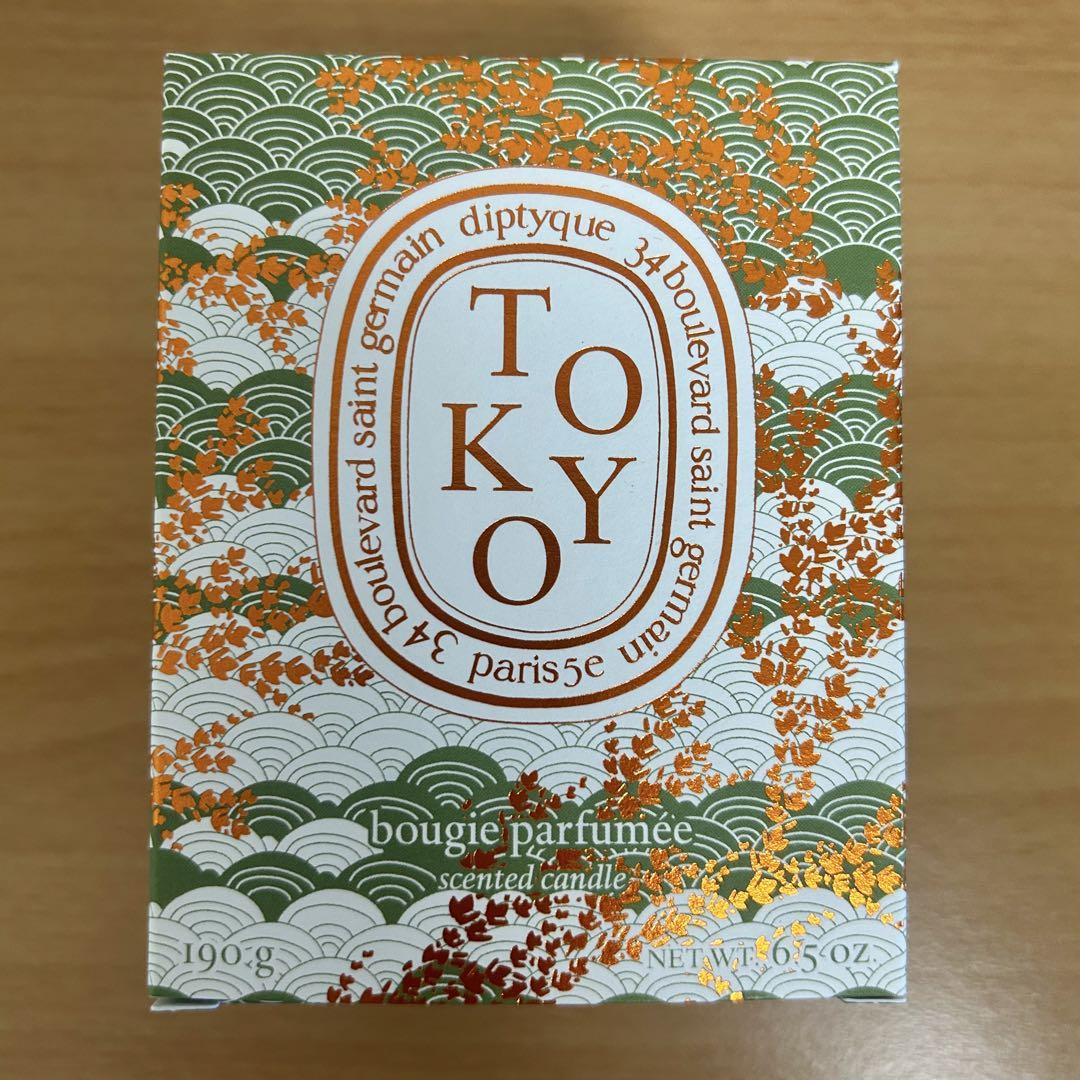 diptyque 34 boulevard saint germain paris5e 34 boulevard saint germain
TOKYO
bougie parfumée
scented candle
190 g. NET WT. 6.5 OZ.